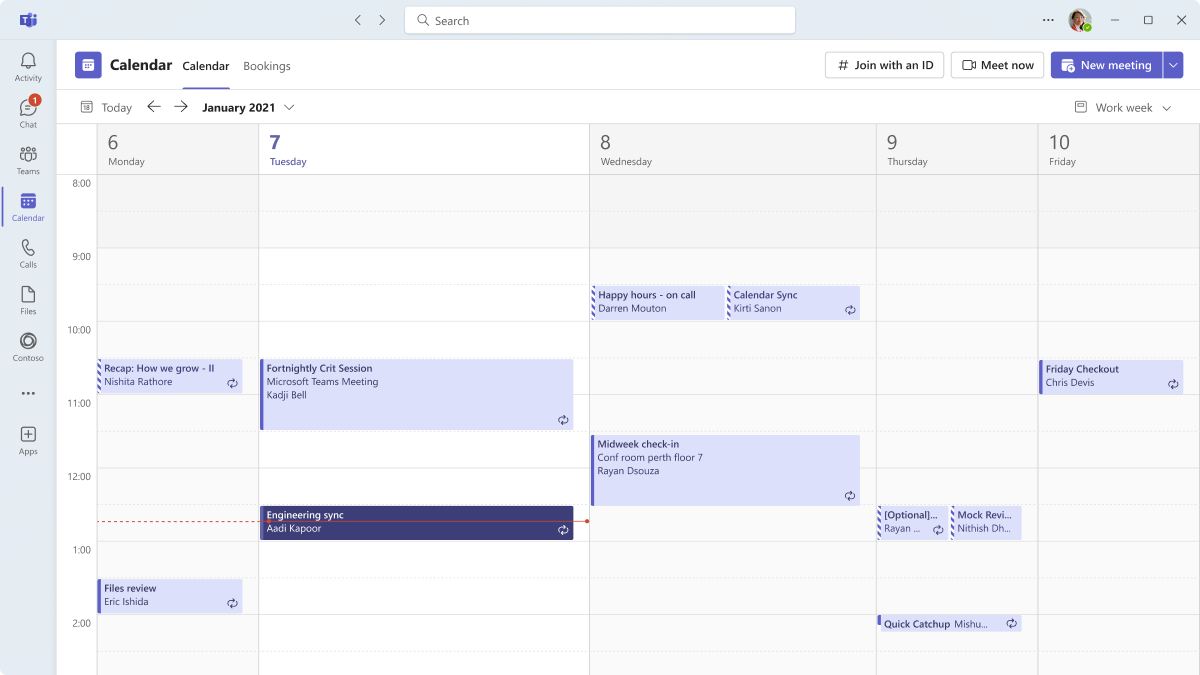 Search
Activity
1
Chat
Teams
Calendar
Calls
Files
Contoso
Apps
Calendar
Calendar
Bookings
# Join with an ID
Meet now
New meeting
18
Today
January 2021
Work week
6
Monday
7
Tuesday
8
Wednesday
9
Thursday
10
Friday
8:00
9:00
10:00
11:00
12:00
1:00
2:00
Recap: How we grow - II
Nishita Rathore
Files review
Eric Ishida
Fortnightly Crit Session
Microsoft Teams Meeting
Kadji Bell
Engineering sync
Aadi Kapoor
Happy hours - on call
Darren Mouton
Calendar Sync
Kirti Sanon
Midweek check-in
Conf room perth floor 7
Rayan Dsouza
[Optional]...
Rayan ...
Mock Revi...
Nithish Dh...
Quick Catchup Mishu...
Friday Checkout
Chris Devis